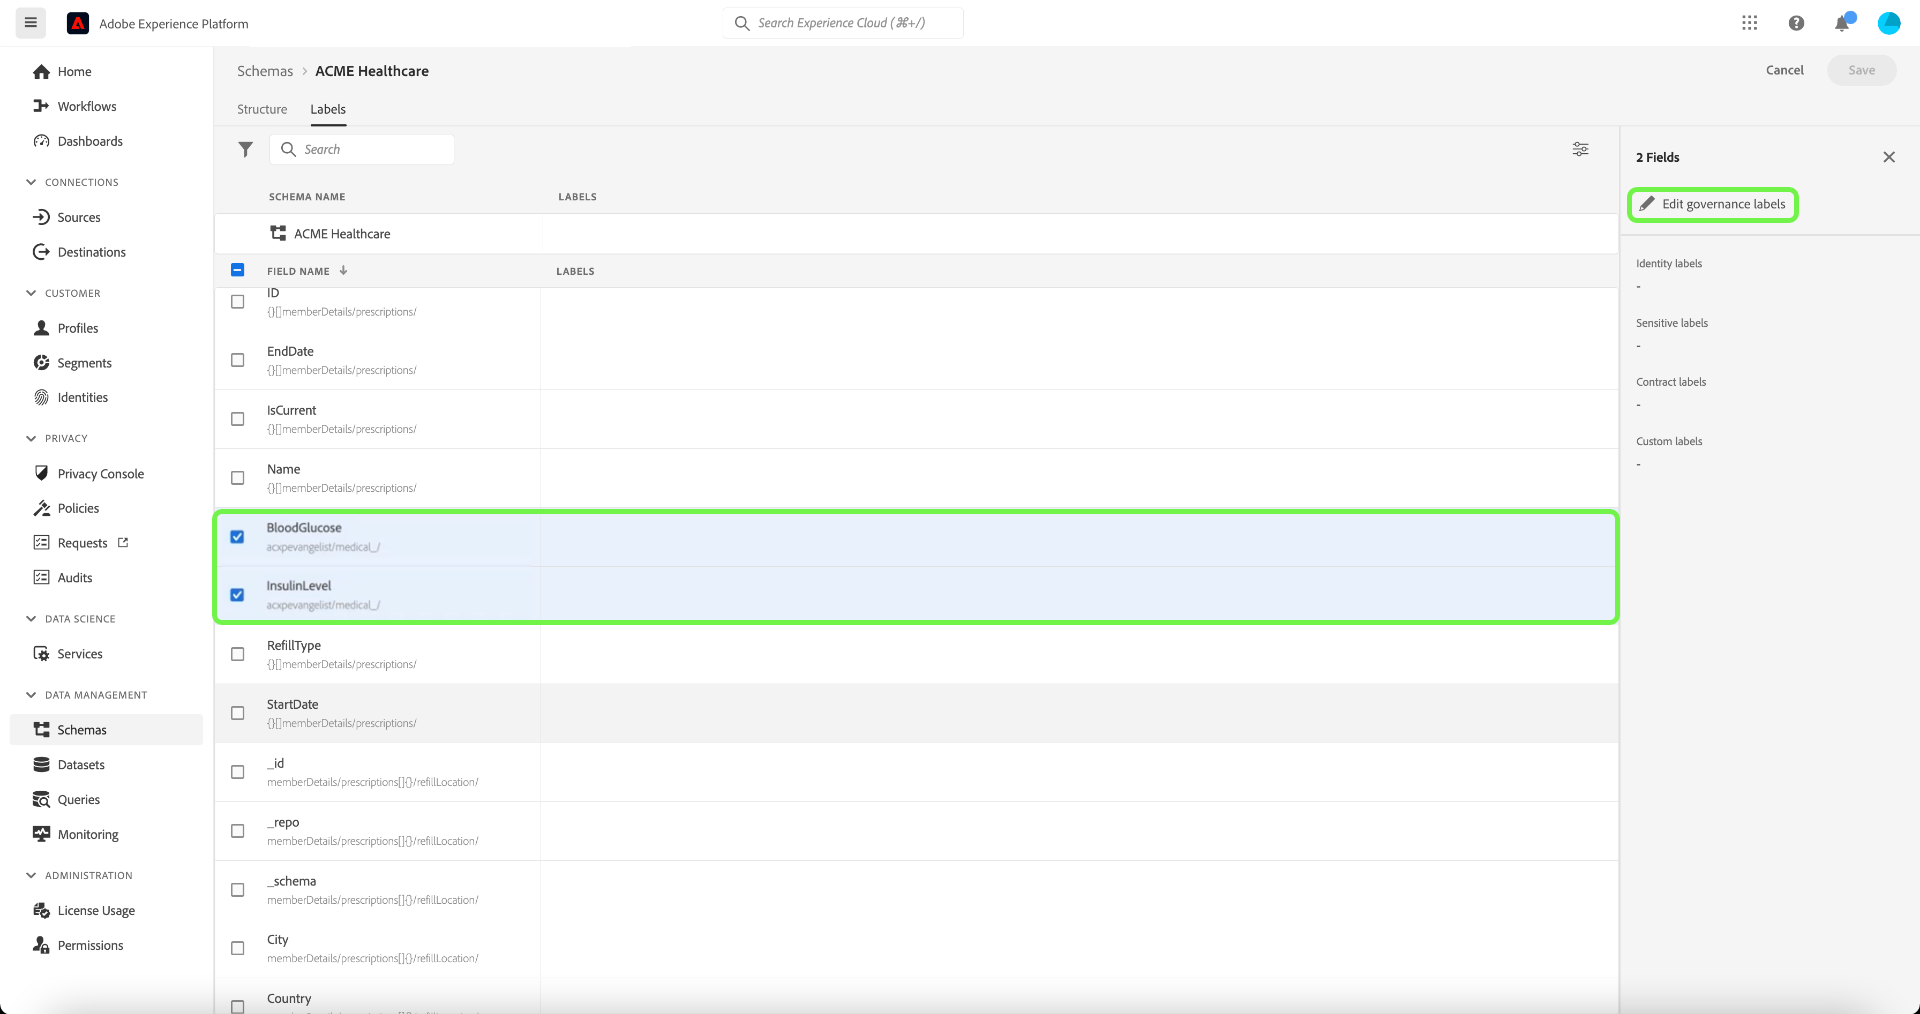 Adobe Experience Platform
Search Experience Cloud (⌘+/)
Home
Workflows
Dashboards
CONNECTIONS
Sources
Destinations
CUSTOMER
Profiles
Segments
Identities
PRIVACY
Privacy Console
Policies
Requests
Audits
DATA SCIENCE
Services
DATA MANAGEMENT
Schemas
Datasets
Queries
Monitoring
ADMINISTRATION
License Usage
Permissions
Schemas > ACME Healthcare
Cancel Save
Structure Labels
Search
SCHEMA NAME LABELS
ACME Healthcare
FIELD NAME ↓ LABELS
ID
{}[]memberDetails/prescriptions/
EndDate
{}[]memberDetails/prescriptions/
IsCurrent
{}[]memberDetails/prescriptions/
Name
{}[]memberDetails/prescriptions/
BloodGlucose
acxpevangelist/medical_/
InsulinLevel
acxpevangelist/medical_/
RefillType
{}[]memberDetails/prescriptions/
StartDate
{}[]memberDetails/prescriptions/
_id
memberDetails/prescriptions[]{}/refillLocation/
_repo
memberDetails/prescriptions[]{}/refillLocation/
_schema
memberDetails/prescriptions[]{}/refillLocation/
City
memberDetails/prescriptions[]{}/refillLocation/
Country
2 Fields
Edit governance labels
Identity labels
-
Sensitive labels
-
Contract labels
-
Custom labels
-